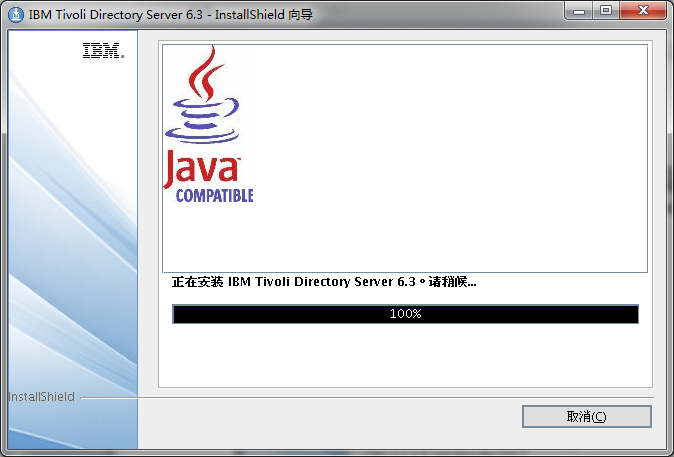 IBM Tivoli Directory Server 6.3 - InstallShield 向导
IBM.
Java
COMPATIBLE
正在安装 IBM Tivoli Directory Server 6.3。请稍候...
100%
InstallShield
取消(C)